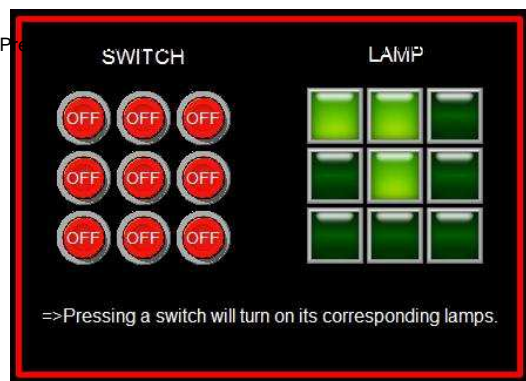 SWITCH LAMP
OFF OFF OFF
OFF OFF OFF
OFF OFF OFF
=>Pressing a switch will turn on its corresponding lamps.